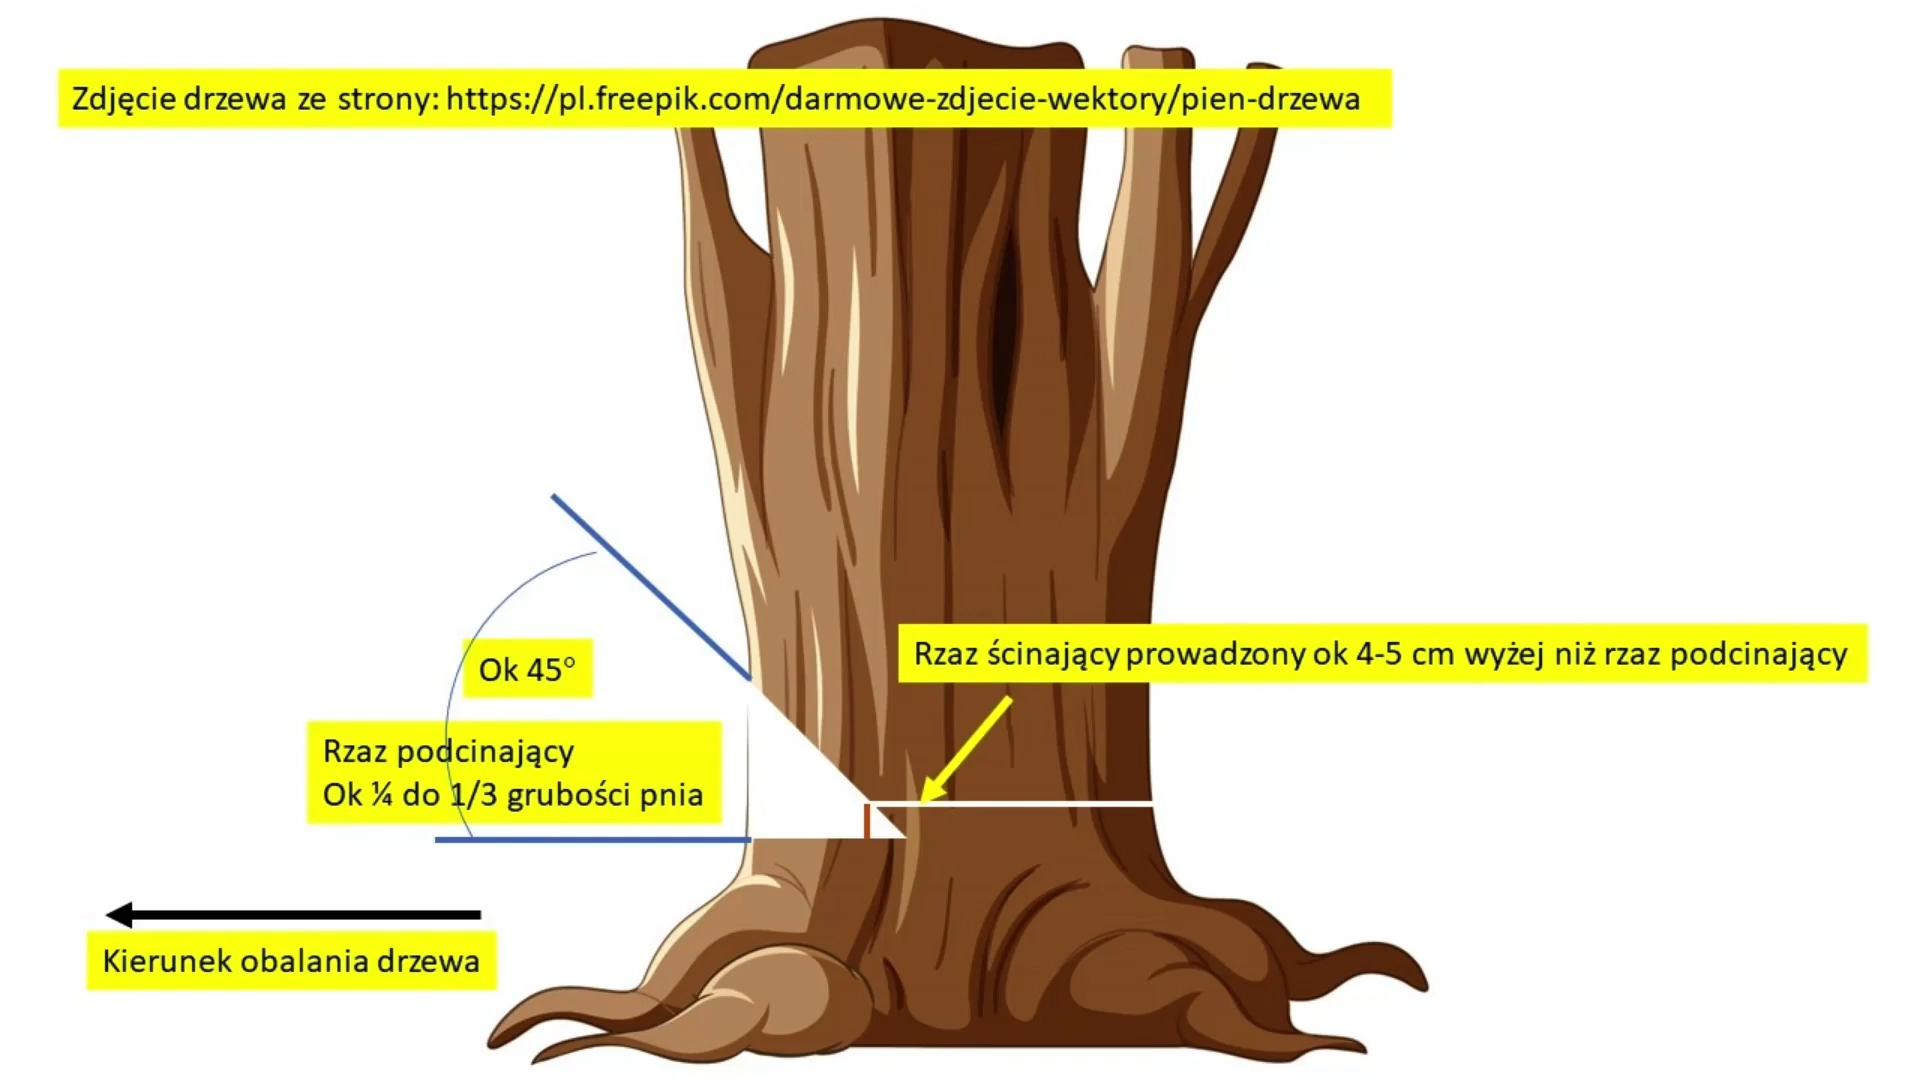 Zdjęcie drzewa ze strony: https://pl.freepik.com/darmowe-zdjecie-wektory/pien-drzewa
Rzaz ścinający prowadzony ok 4-5 cm wyżej niż rzaz podcinający
Ok 45°
Rzaz podcinający
Ok ¼ do 1/3 grubości pnia
Kierunek obalania drzewa